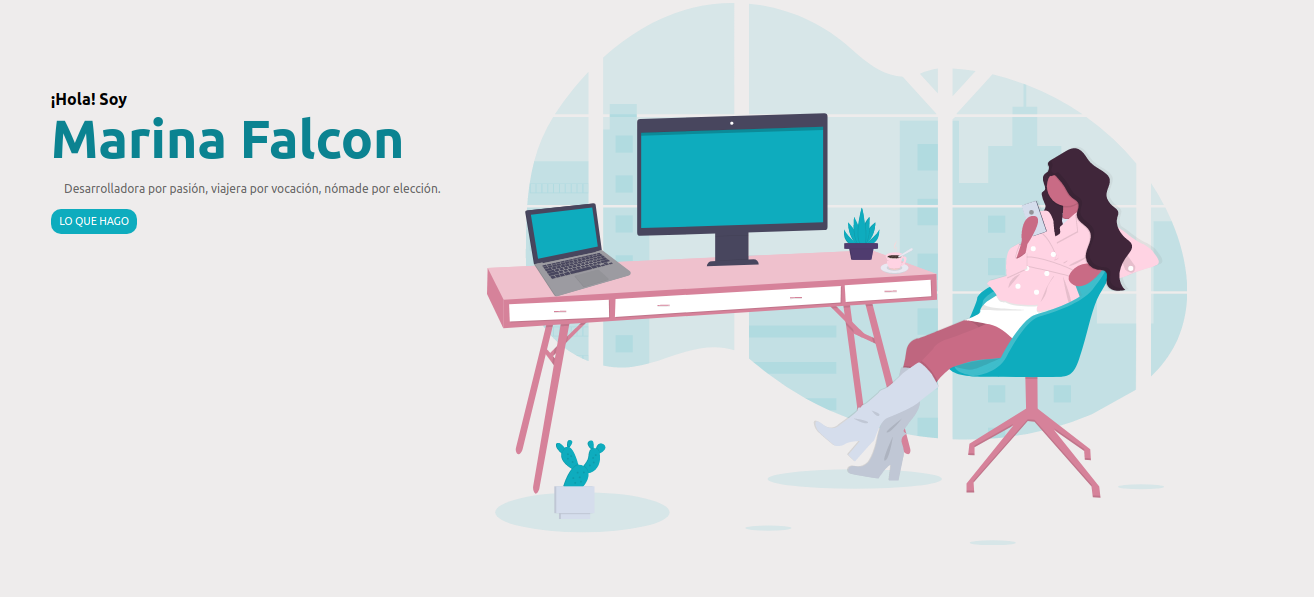 ¡Hola! Soy
Marina Falcon
Desarrolladora por pasión, viajera por vocación, nómade por elección.
LO QUE HAGO